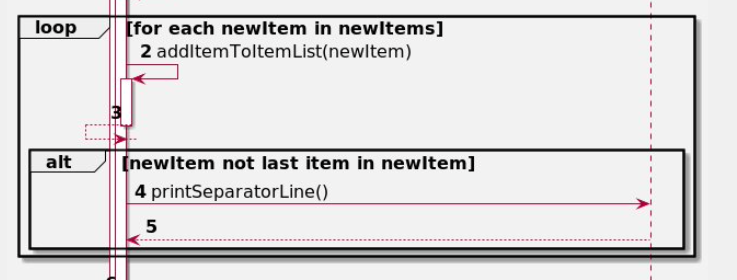 loop [for each newItem in newItems]
2 addItemToItemList(newItem)
3
alt [newItem not last item in newItem]
4 printSeparatorLine()
5